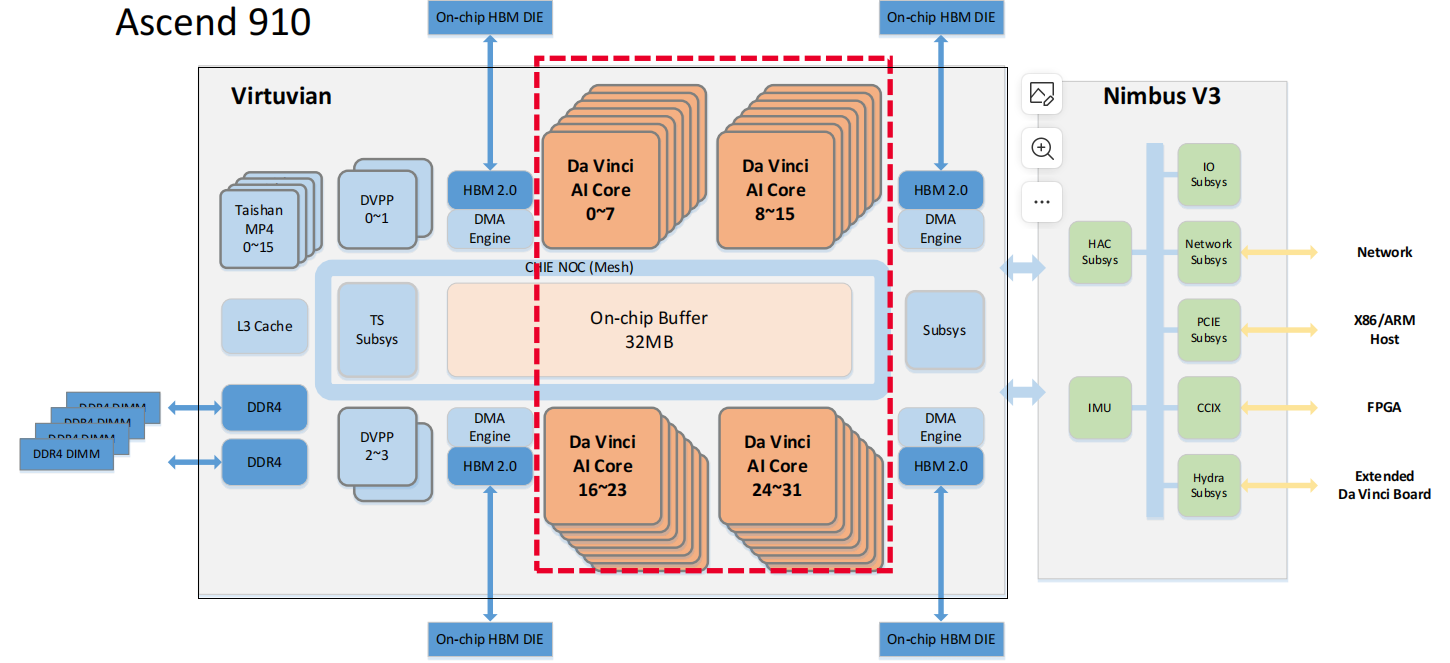 Ascend 910
On-chip HBM DIE
On-chip HBM DIE
Virtuvian
Nimbus V3
Taishan
MP4
0~15
DVPP
0~1
HBM 2.0
DMA
Engine
Da Vinci
AI Core
0~7
Da Vinci
AI Core
8~15
HBM 2.0
DMA
Engine
CHIE NOC (Mesh)
L3 Cache
TS
Subsys
On-chip Buffer
32MB
Subsys
DDR4
DDR4
DDR4 DIMM
DDR4 DIMM
DDR4 DIMM
DDR4 DIMM
DVPP
2~3
DMA
Engine
HBM 2.0
Da Vinci
AI Core
16~23
Da Vinci
AI Core
24~31
DMA
Engine
HBM 2.0
On-chip HBM DIE
On-chip HBM DIE
IO
Subsys
HAC
Subsys
Network
Subsys
Network
PCIE
Subsys
X86/ARM
Host
IMU
CCIX
FPGA
Hydra
Subsys
Extended
Da Vinci Board